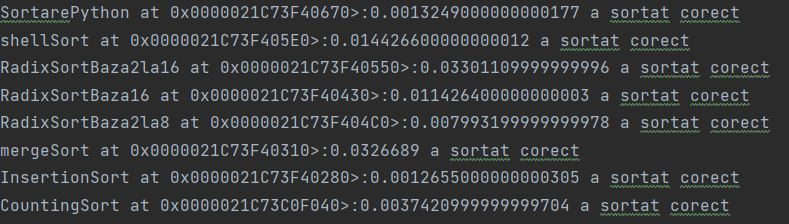 SortarePython at 0x0000021C73F40670>:0.0013249000000000177 a sortat corect
shellSort at 0x0000021C73F405E0>:0.014426600000000012 a sortat corect
RadixSortBaza2la16 at 0x0000021C73F40550>:0.03301109999999996 a sortat corect
RadixSortBaza16 at 0x0000021C73F40430>:0.011426400000000003 a sortat corect
RadixSortBaza2la8 at 0x0000021C73F404C0>:0.007993199999999978 a sortat corect
mergeSort at 0x0000021C73F40310>:0.0326689 a sortat corect
InsertionSort at 0x0000021C73F40280>:0.0012655000000000305 a sortat corect
CountingSort at 0x0000021C73C0F040>:0.0037420999999999704 a sortat corect